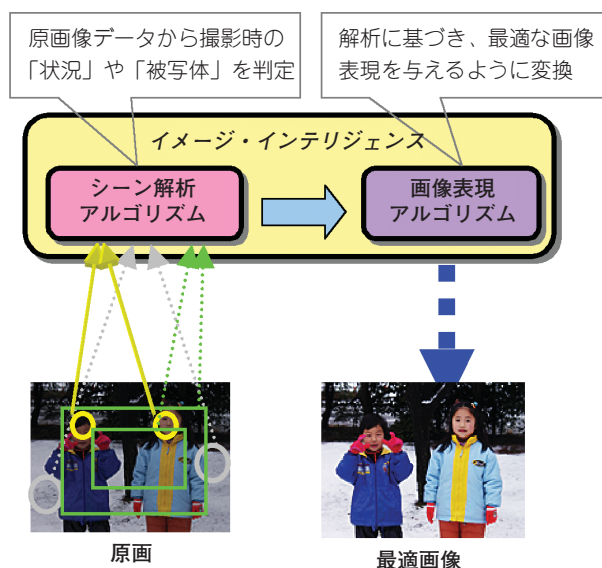 原画像データから撮影時の
「状況」や「被写体」を判定
解析に基づき、最適な画像
表現を与えるように変換
イメージ・インテリジェンス
シーン解析
アルゴリズム
画像表現
アルゴリズム
原画
最適画像